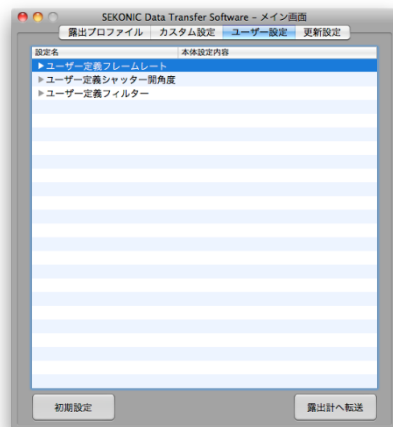 SEKONIC Data Transfer Software – メイン画面
露出プロファイル カスタム設定 ユーザー設定 更新設定
設定名 本体設定内容
▶ユーザー定義フレームレート
▶ユーザー定義シャッター開角度
▶ユーザー定義フィルター
初期設定 露出計へ転送